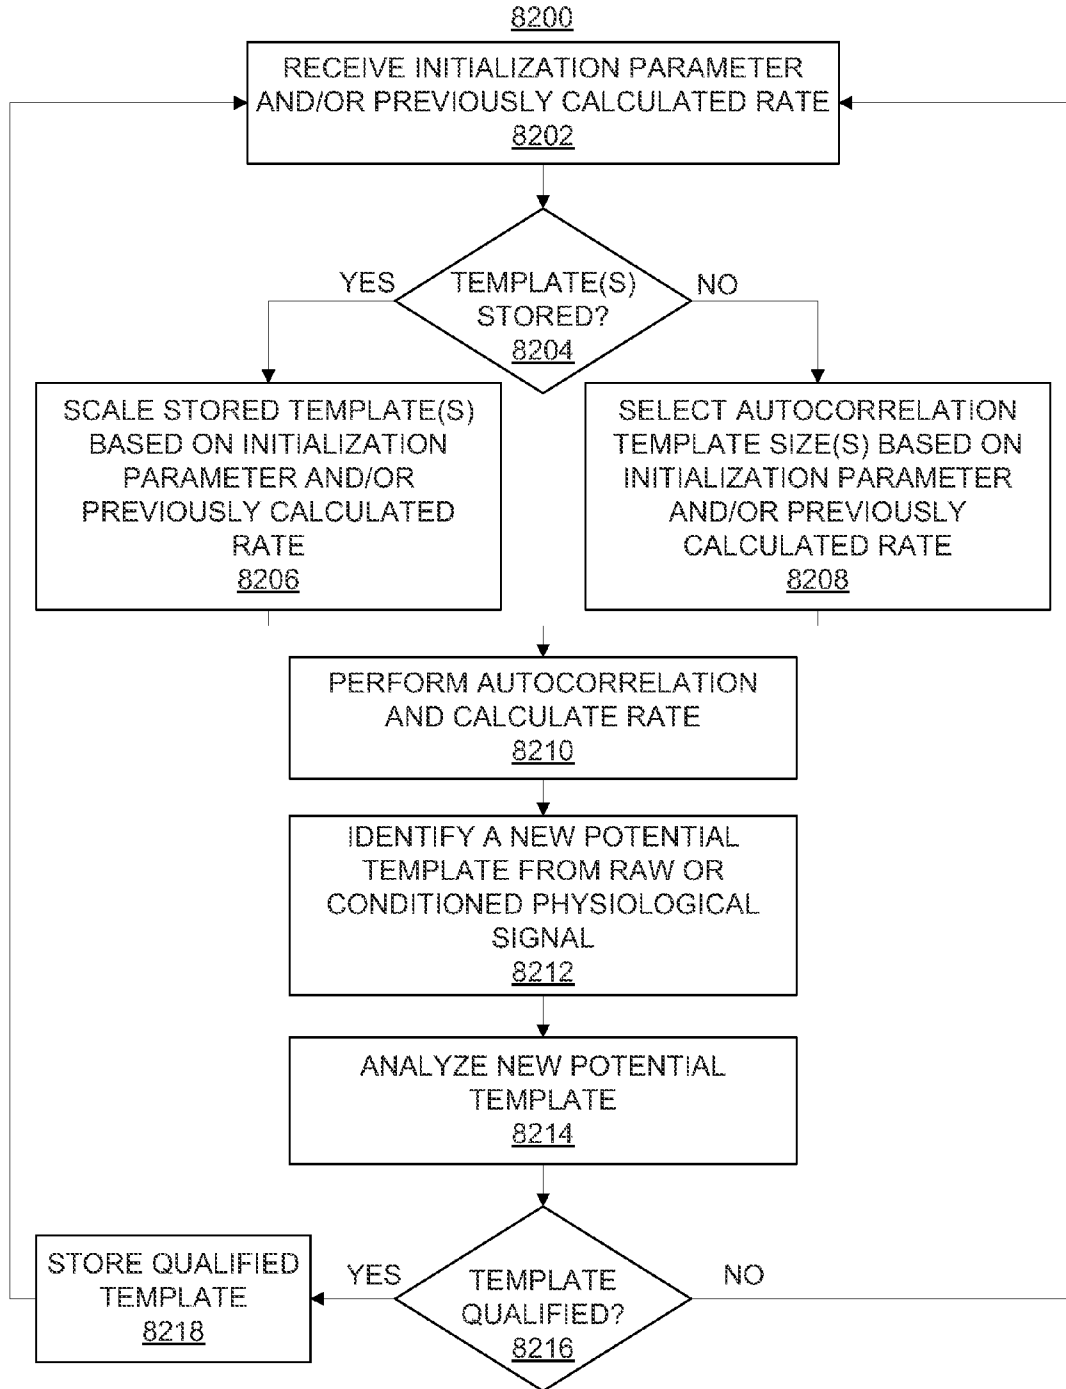 8200
RECEIVE INITIALIZATION PARAMETER
AND/OR PREVIOUSLY CALCULATED RATE
8202
YES
TEMPLATE(S)
STORED?
8204
NO
SCALE STORED TEMPLATE(S)
BASED ON INITIALIZATION
PARAMETER AND/OR
PREVIOUSLY CALCULATED
RATE
8206
SELECT AUTOCORRELATION
TEMPLATE SIZE(S) BASED ON
INITIALIZATION PARAMETER
AND/OR PREVIOUSLY
CALCULATED RATE
8208
PERFORM AUTOCORRELATION
AND CALCULATE RATE
8210
IDENTIFY A NEW POTENTIAL
TEMPLATE FROM RAW OR
CONDITIONED PHYSIOLOGICAL
SIGNAL
8212
ANALYZE NEW POTENTIAL
TEMPLATE
8214
STORE QUALIFIED
TEMPLATE
8218
YES
TEMPLATE
QUALIFIED?
8216
NO